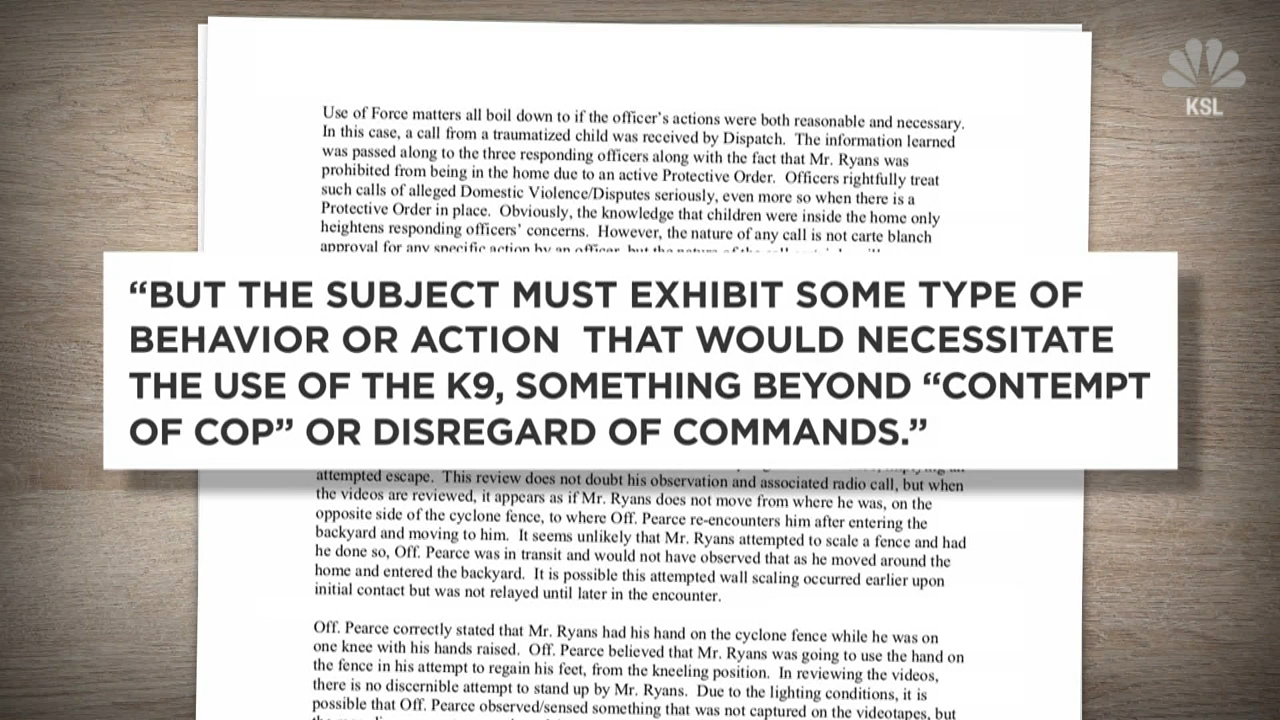 KSL
Use of Force matters all boil down to if the officer's actions were both reasonable and necessary.
In this case, a call from a traumatized child was received by Dispatch. The information learned
was passed along to the three responding officers along with the fact that Mr. Ryans was
prohibited from being in the home due to an active Protective Order. Officers rightfully treat
such calls of alleged Domestic Violence/Disputes seriously, even more so when there is a
Protective Order in place. Obviously, the knowledge that children were inside the home only
heightens responding officers' concerns. However, the nature of any call is not carte blanch
approval for any specific action by an officer, but the nature of the call
“BUT THE SUBJECT MUST EXHIBIT SOME TYPE OF
BEHAVIOR OR ACTION THAT WOULD NECESSITATE
THE USE OF THE K9, SOMETHING BEYOND “CONTEMPT
OF COP” OR DISREGARD OF COMMANDS.”
attempted escape. This review does not doubt his observation and associated radio call, but when
the videos are reviewed, it appears as if Mr. Ryans does not move from where he was, on the
opposite side of the cyclone fence, to where Off. Pearce re-encounters him after entering the
backyard and moving to him. It seems unlikely that Mr. Ryans attempted to scale a fence and had
he done so, Off. Pearce was in transit and would not have observed that as he moved around the
home and entered the backyard. It is possible this attempted wall scaling occurred earlier upon
initial contact but was not relayed until later in the encounter.
Off. Pearce correctly stated that Mr. Ryans had his hand on the cyclone fence while he was on
one knee with his hands raised. Off. Pearce believed that Mr. Ryans was going to use the hand on
the fence in his attempt to regain his feet, from the kneeling position. In reviewing the videos,
there is no discernible attempt to stand up by Mr. Ryans. Due to the lighting conditions, it is
possible that Off. Pearce observed/sensed something that was not captured on the videotapes, but